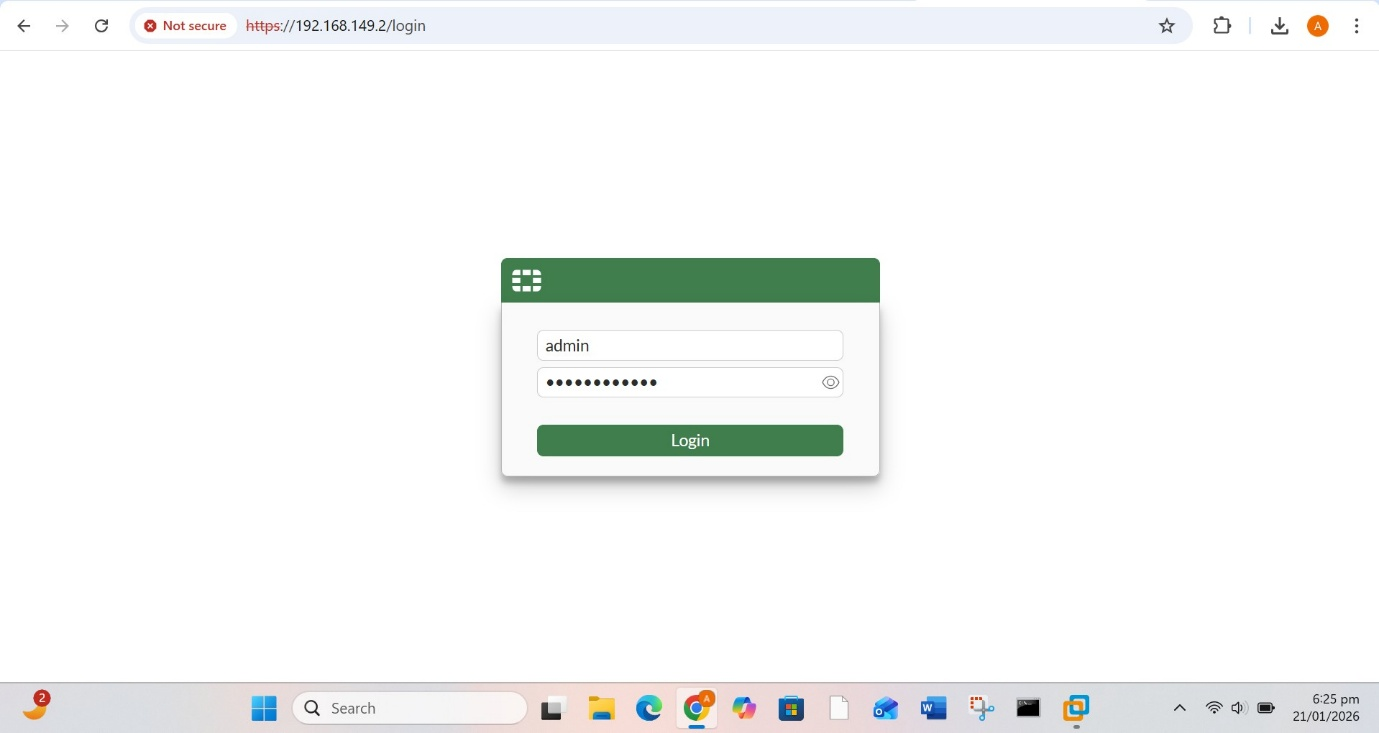 Not secure https://192.168.149.2/login A
admin
••••••••••••
Login
2
Search
A
W
6:25 pm
21/01/2026